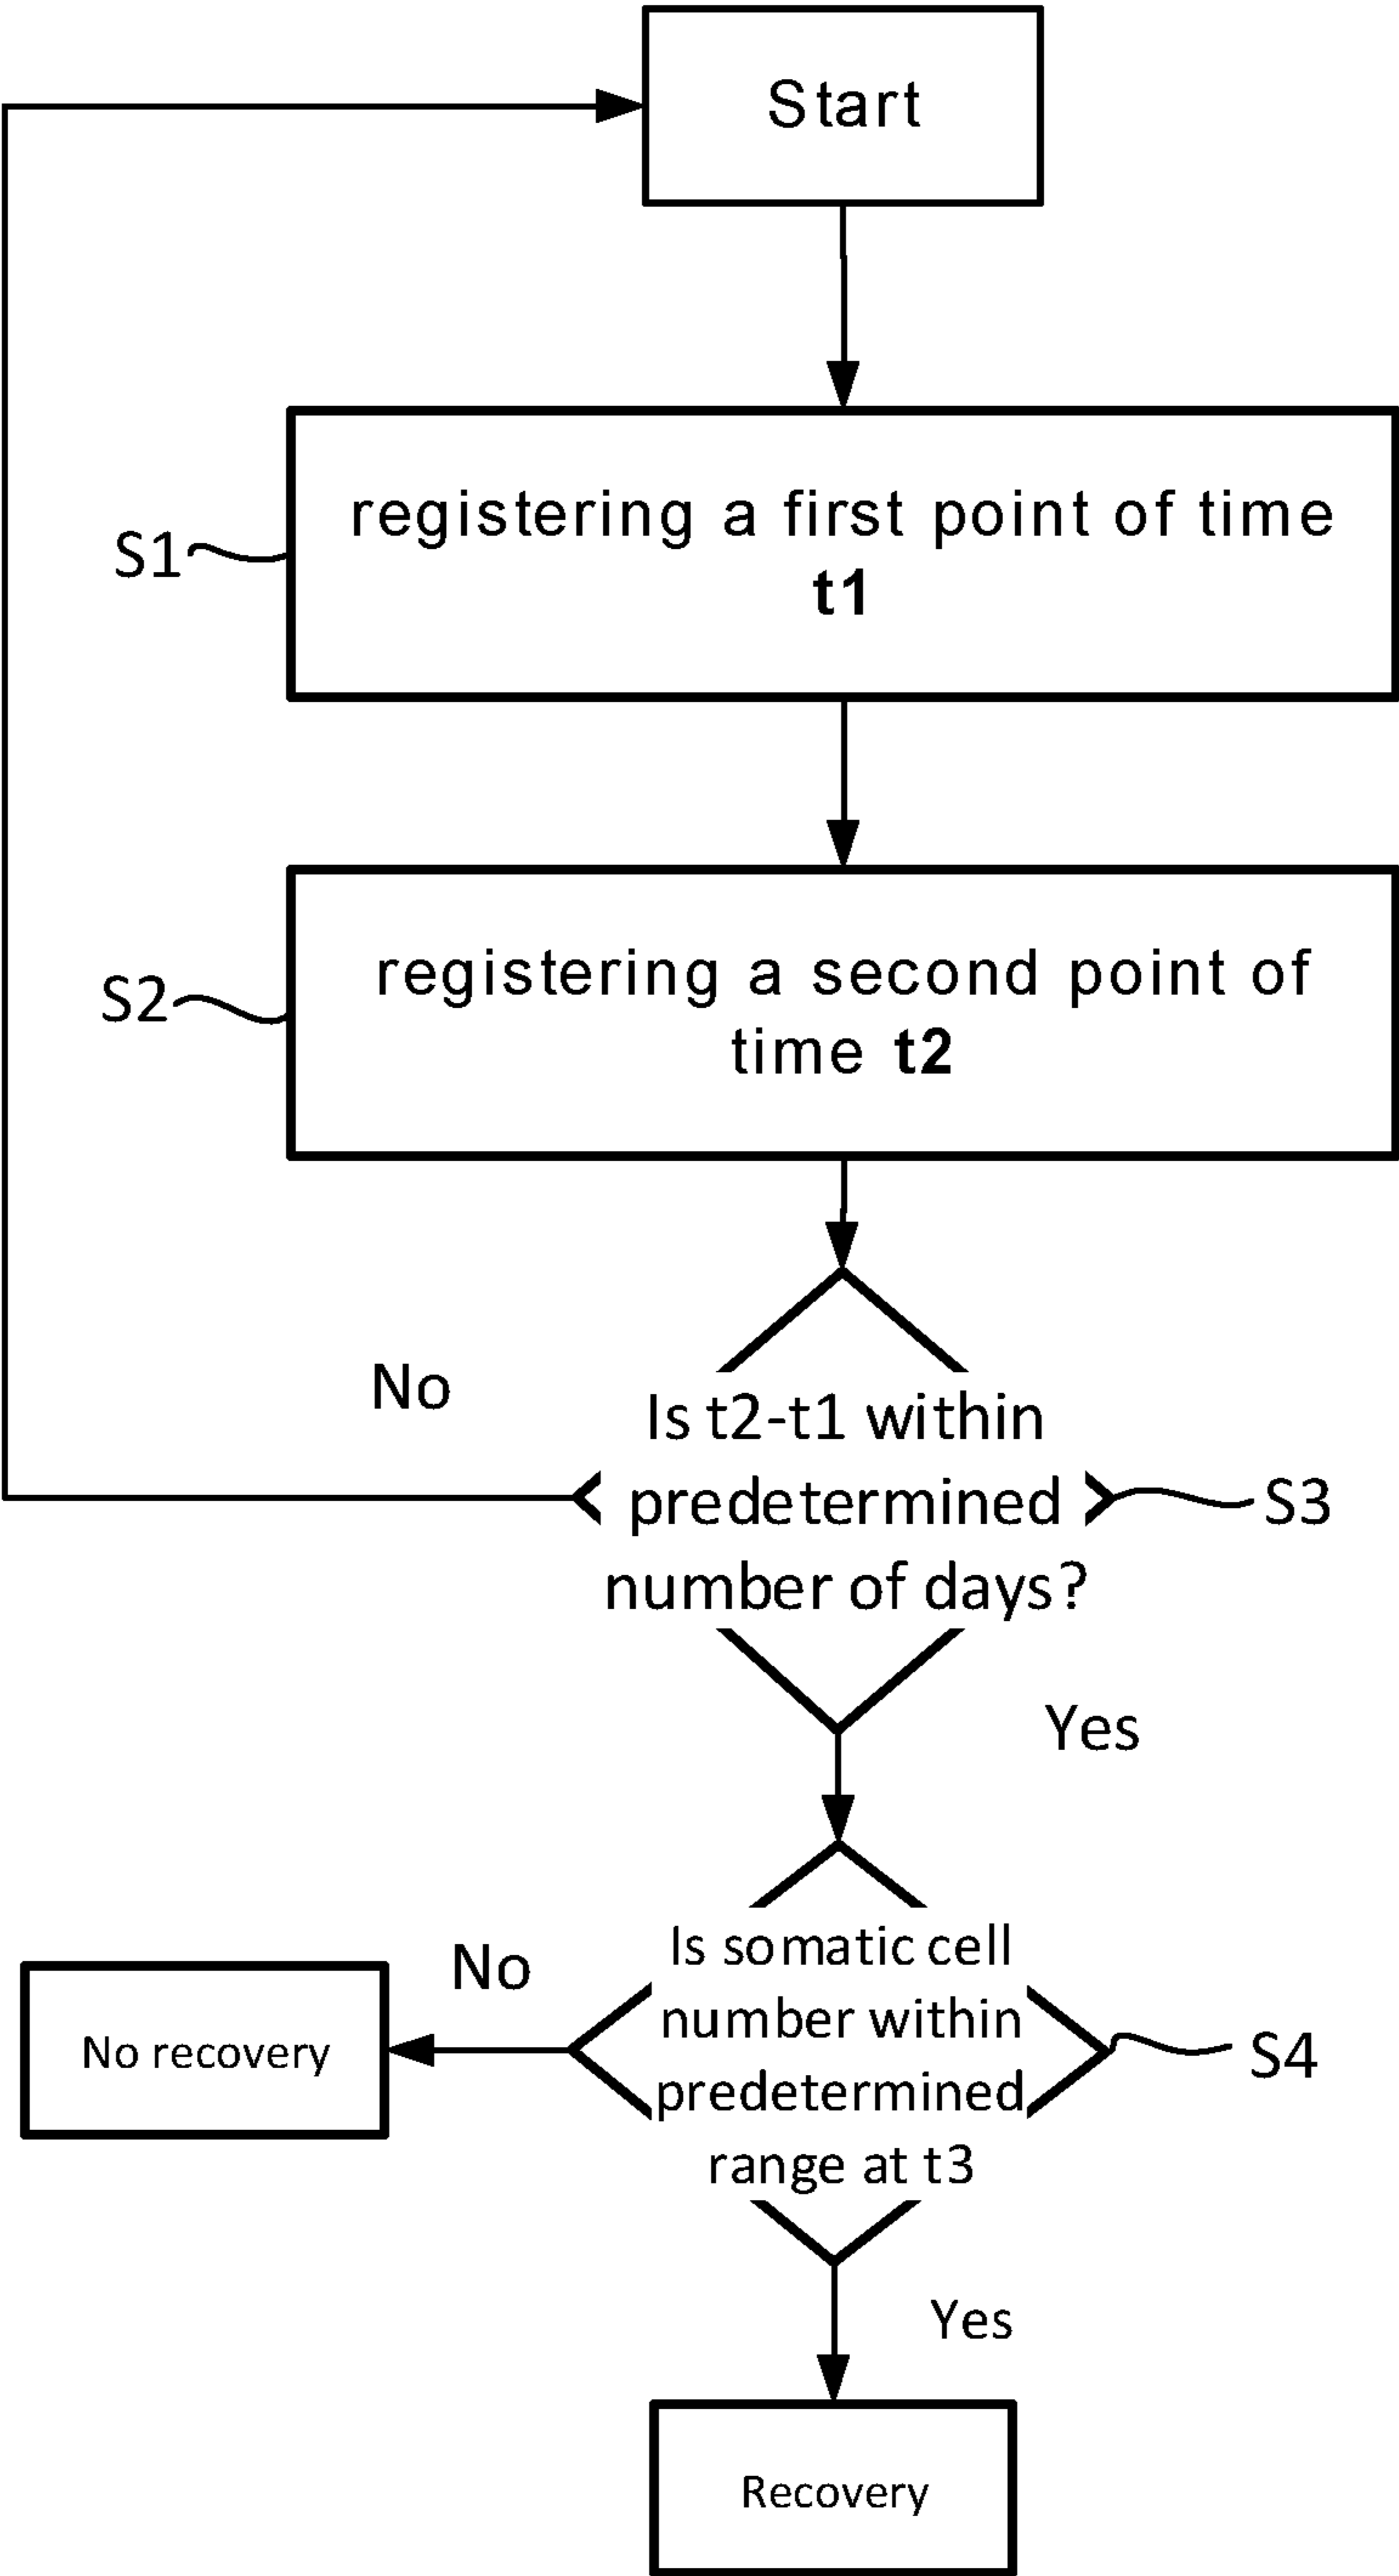 Start
registering a first point of time
t1
S1
registering a second point of
time t2
S2
No
Is t2-t1 within
predetermined
number of days?
S3
Yes
Is somatic cell
number within
predetermined
range at t3
S4
No
No recovery
Yes
Recovery